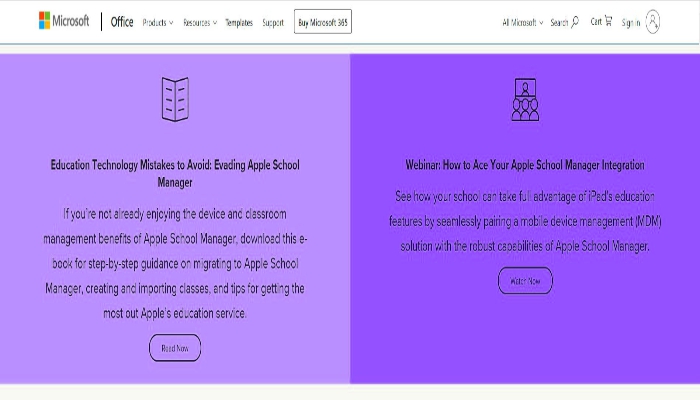 Microsoft Office Products Resources Templates Support Buy Microsoft 365 All Microsoft Search Cart Sign in
Education Technology Mistakes to Avoid: Evading Apple School
Manager
If you're not already enjoying the device and classroom
management benefits of Apple School Manager, download this e-
book for step-by-step guidance on migrating to Apple School
Manager, creating and importing classes, and tips for getting the
most out Apple's education service.
Read Now
Webinar: How to Ace Your Apple School Manager Integration
See how your school can take full advantage of iPad's education
features by seamlessly pairing a mobile device management (MDM)
solution with the robust capabilities of Apple School Manager.
Watch Now